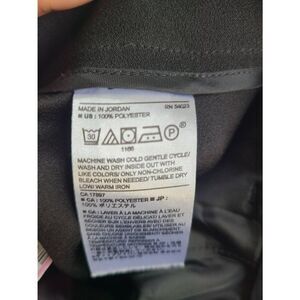 MADE IN JORDAN RN 54023
US : 100% POLYESTER
30 P
1166
MACHINE WASH COLD GENTLE CYCLE/
WASH AND DRY INSIDE OUT WITH
LIKE COLORS/ ONLY NON-CHLORINE
BLEACH WHEN NEEDED/ TUMBLE DRY
LOW/ WARM IRON
CA 17897
CA : 100% POLYESTER JP :
100% ポリエステル
CA : LAVER À LA MACHINE À L'EAU
FROIDE AU CYCLE DÉLICAT/ LAVER ET